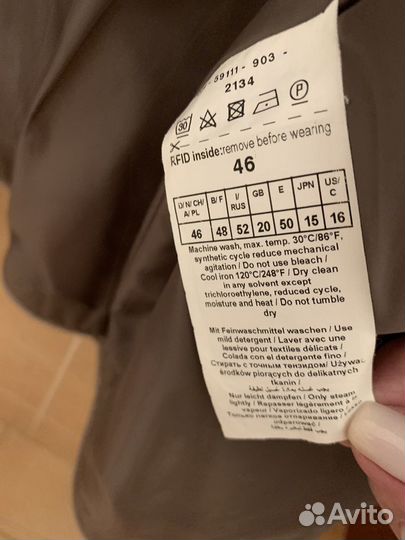 59111- 903 -
2134
30
P
RFID inside:remove before wearing
46
D/ N/ CH/ A/ PL B/ F I/ RUS GB E JPN US/ C
46 48 52 20 50 15 16
Machine wash, max. temp. 30°C/86°F,
synthetic cycle reduce mechanical
agitation / Do not use bleach /
Cool iron 120°C/248°F / Dry clean
in any solvent except
trichloroethylene, reduced cycle,
moisture and heat / Do not tumble
dry
Mit Feinwaschmittel waschen / Use
mild detergent / Laver avec une
lessive pour textiles délicats /
Colada con el detergente fino /
Стирать с точным тензидом/ Używać
środków piorących do delikatnych
tkanin /
Nur leicht dampfen / Only steam
lightly / Repasser légèrement à
vapeur / Vaporizado ligero
Только легкое отпаривание/
odparować /
Avito